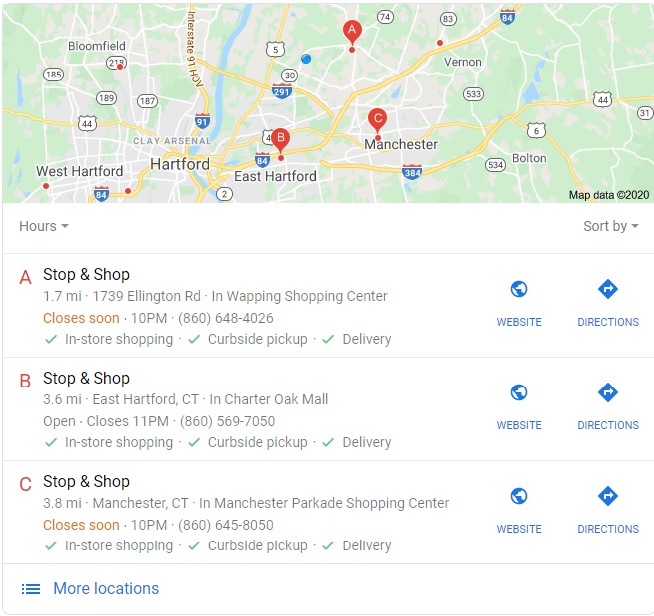 74
83
84
A
Interstate 91 HOV
Bloomfield
5
218
Vernon
185
30
291
533
189
187
44
31
44
91
C
6
CLAY ARSENAL
B
Manchester
84
Hartford
534
Bolton
West Hartford
East Hartford
384
84
2
Map data ©2020
Hours
Sort by
A
Stop & Shop
1.7 mi · 1739 Ellington Rd · In Wapping Shopping Center
Closes soon · 10PM · (860) 648-4026
In-store shopping · Curbside pickup · Delivery
WEBSITE
DIRECTIONS
B
Stop & Shop
3.6 mi · East Hartford, CT · In Charter Oak Mall
Open · Closes 11PM · (860) 569-7050
In-store shopping · Curbside pickup · Delivery
WEBSITE
DIRECTIONS
C
Stop & Shop
3.8 mi · Manchester, CT · In Manchester Parkade Shopping Center
Closes soon · 10PM · (860) 645-8050
In-store shopping · Curbside pickup · Delivery
WEBSITE
DIRECTIONS
More locations